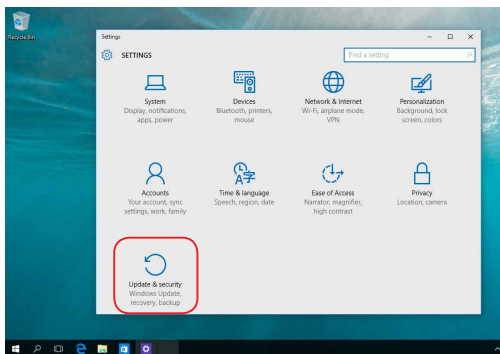 Recycle Bin
Settings
SETTINGS
Find a setting
System
Display, notifications,
apps, power
Devices
Bluetooth, printers,
mouse
Network & Internet
Wi-Fi, airplane mode,
VPN
Personalization
Background, lock
screen, colors
Accounts
Your account, sync
settings, work, family
Time & language
Speech, region, date
Ease of Access
Narrator, magnifier,
high contrast
Privacy
Location, camera
Update & security
Windows Update,
recovery, backup